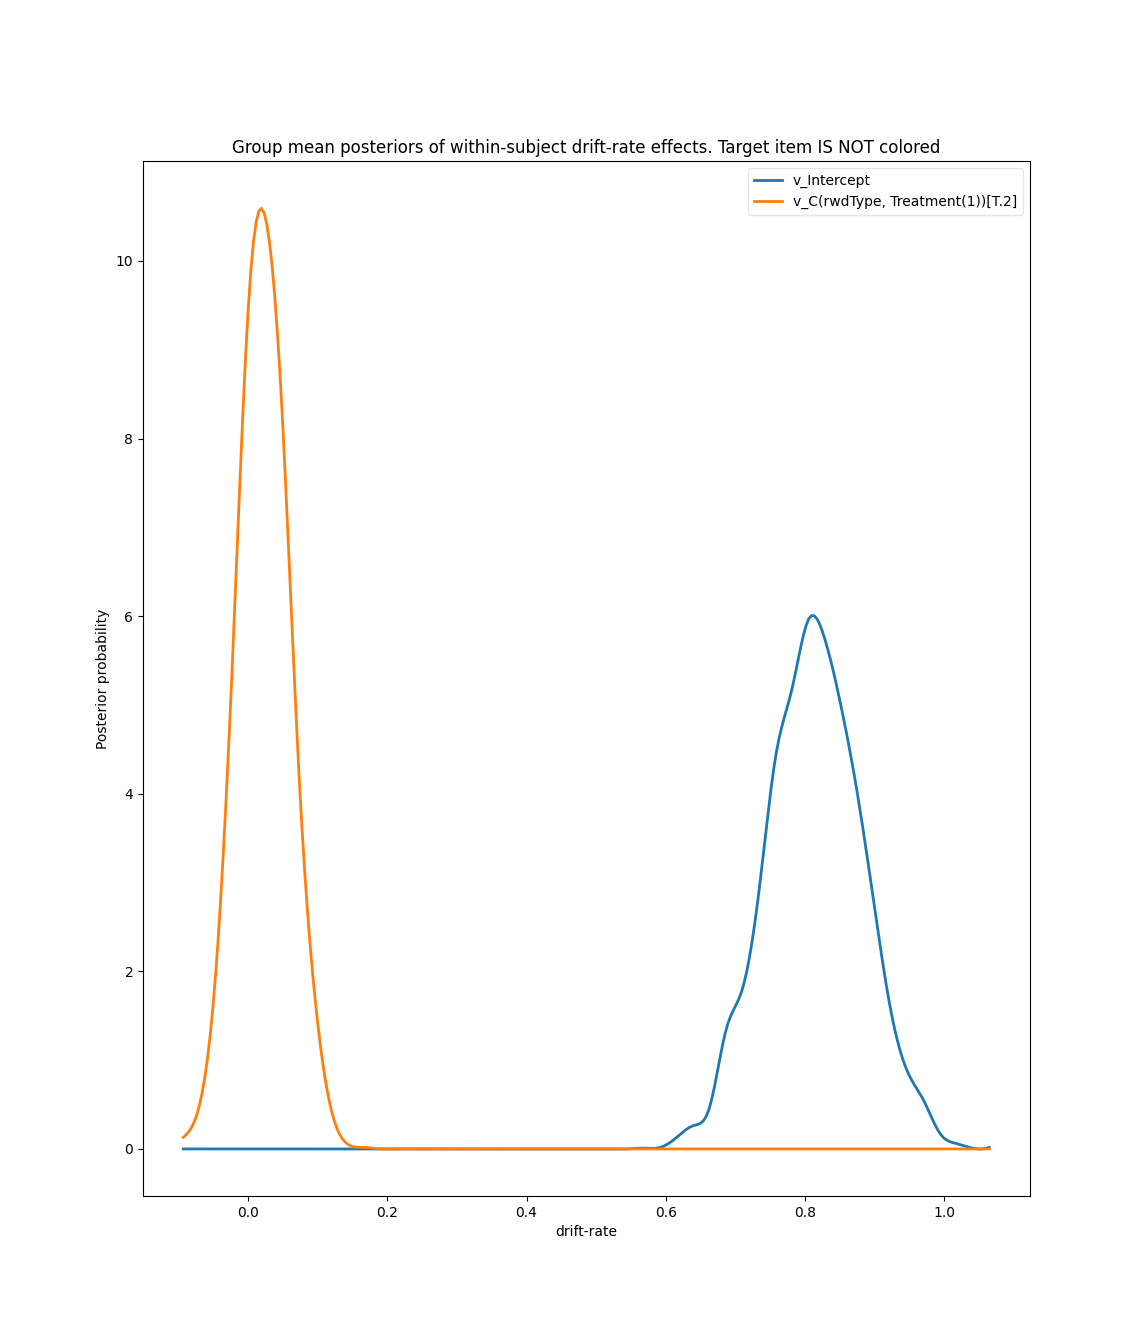 Group mean posteriors of within-subject drift-rate effects. Target item IS NOT colored
v_Intercept
v_C(rwdType, Treatment(1))[T.2]
10
8
6
4
2
0
Posterior probability
0.0 0.2 0.4 0.6 0.8 1.0
drift-rate